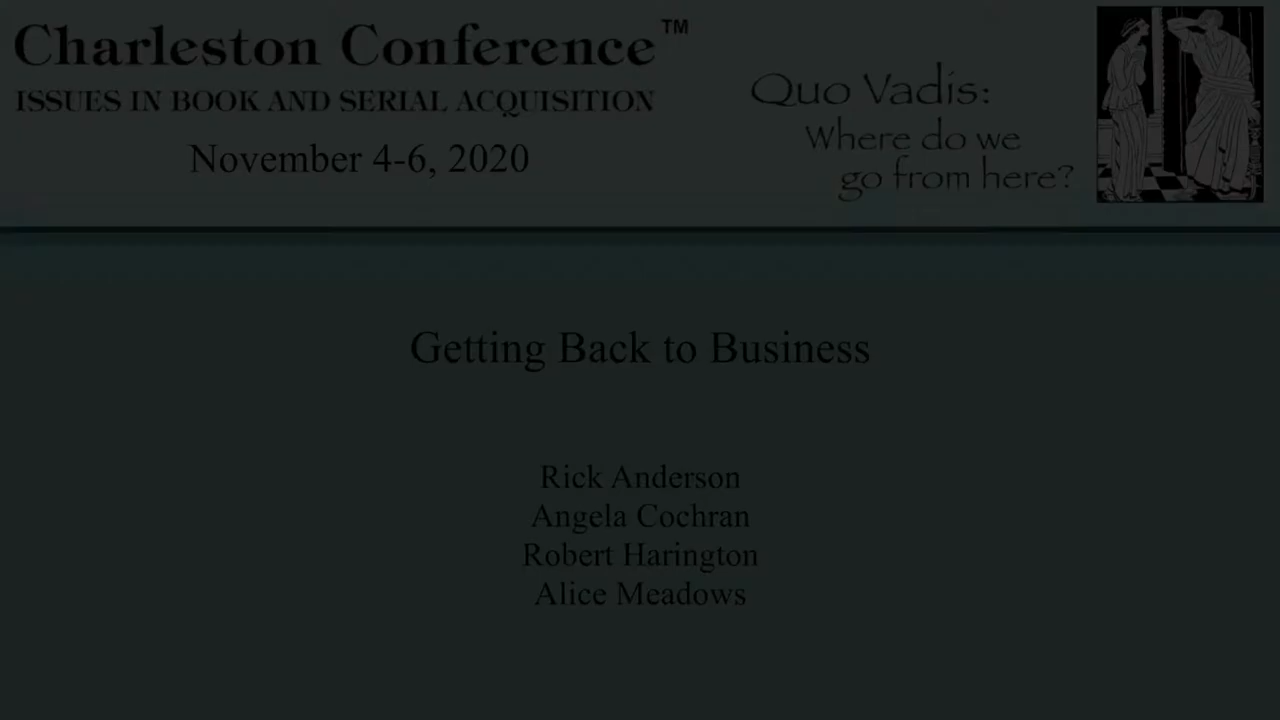 Charleston Conference™
ISSUES IN BOOK AND SERIAL ACQUISITION
November 4-6, 2020
Quo Vadis:
Where do we
go from here?
Getting Back to Business
Rick Anderson
Angela Cochran
Robert Harington
Alice Meadows